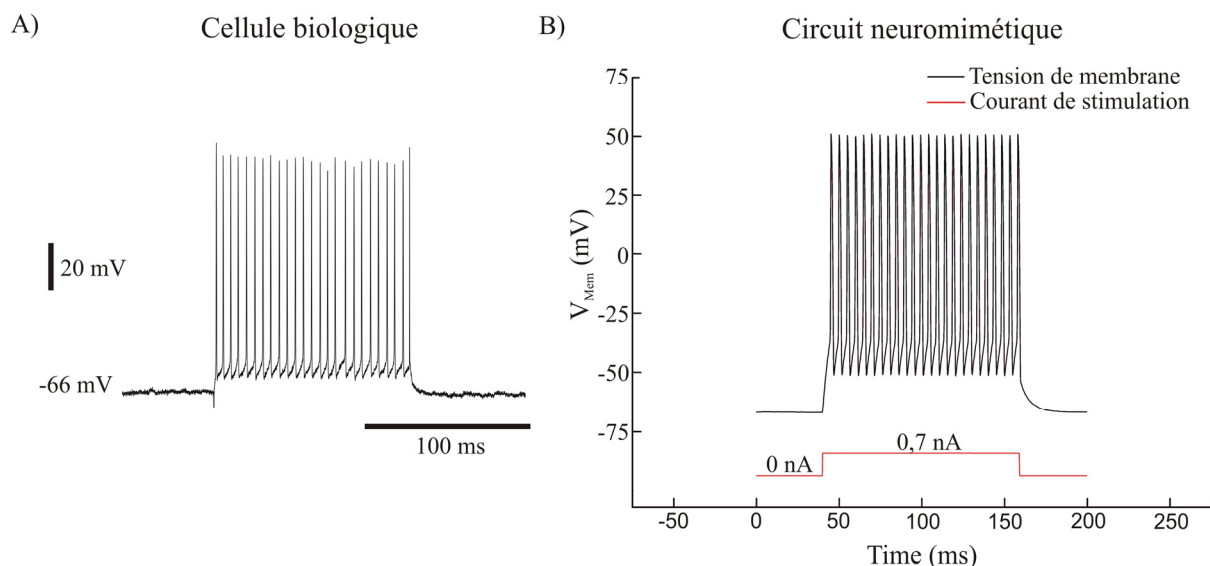 A)
Cellule biologique
20 mV
-66 mV
100 ms
B)
Circuit neuromimétique
Tension de membrane
Courant de stimulation
75
50
25
0
-25
-50
-75
V Mem (mV)
0 nA
0,7 nA
-50 0 50 100 150 200 250
Time (ms)